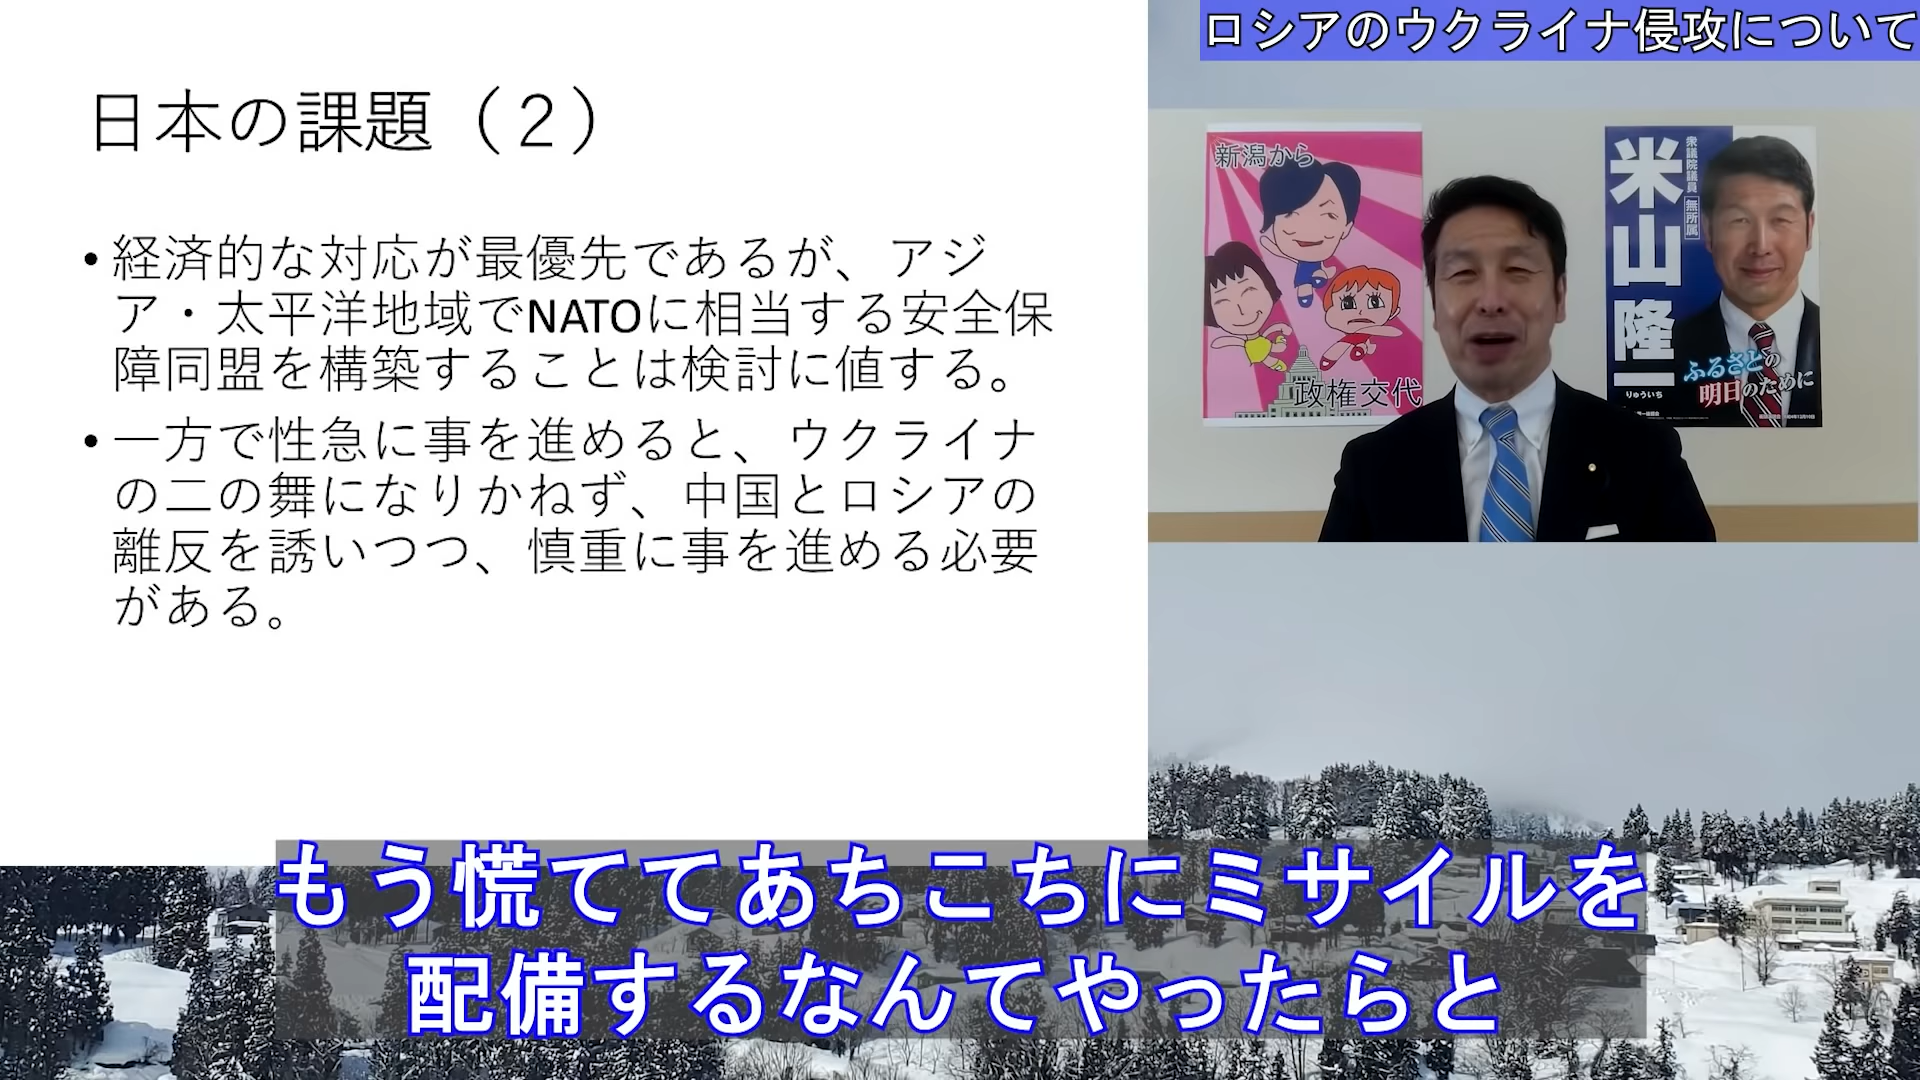 ロシアのウクライナ侵攻について
日本の課題（２）
• 経済的な対応が最優先であるが、アジ
ア・太平洋地域でNATOに相当する安全保
障同盟を構築することは検討に値する。
• 一方で性急に事を進めると、ウクライナ
の二の舞になりかねず、中国とロシアの
離反を誘いつつ、慎重に事を進める必要
がある。
新潟から
政権交代
衆議院議員 無所属
米山隆一
りゅういち
ふるさとの
明日のために
もう慌ててあちこちにミサイルを
配備するなんてやったらと